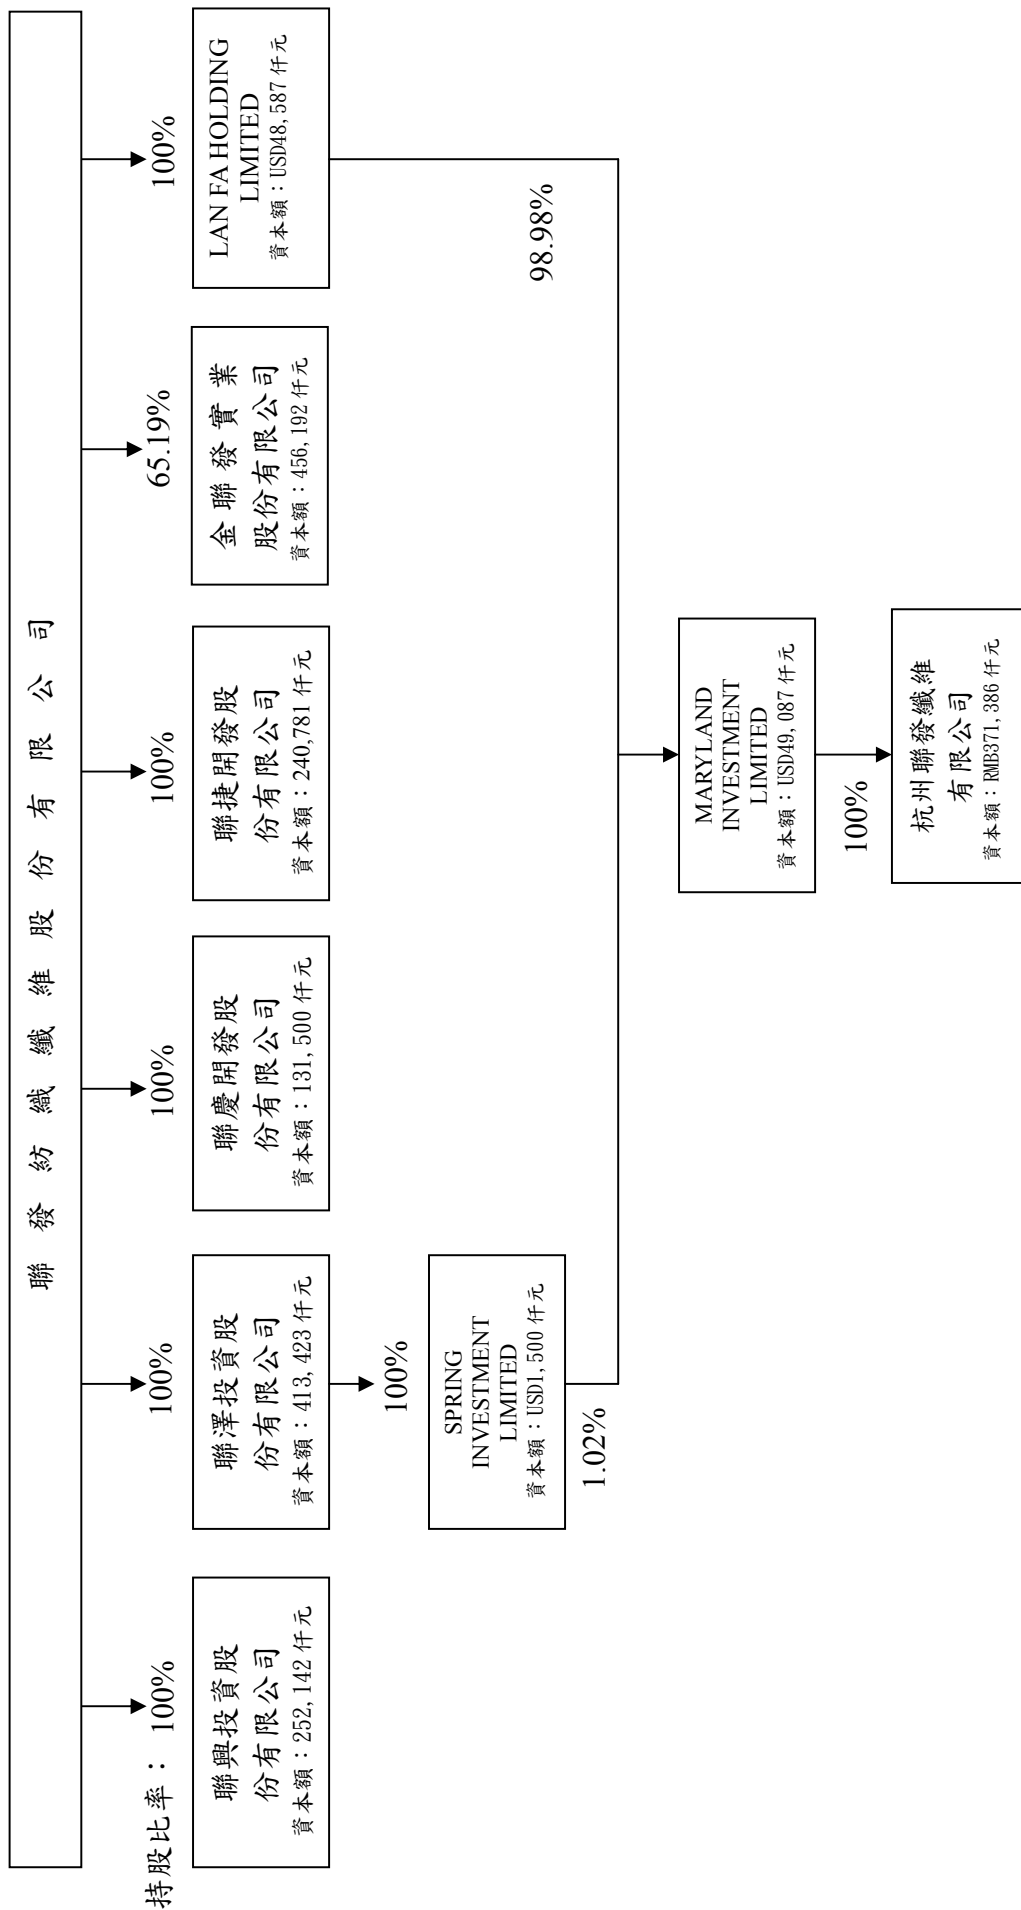 聯發紡織纖維股份有限公司
持股比率：
100%
100%
100%
100%
65.19%
100%
聯興投資股
份有限公司
資本額：252,142仟元
聯澤投資股
份有限公司
資本額：413,423仟元
聯慶開發股
份有限公司
資本額：131,500仟元
聯捷開發股
份有限公司
資本額：240,781仟元
金聯發實業
股份有限公司
資本額：456,192仟元
LAN FA HOLDING
LIMITED
資本額：USD48,587仟元
100%
SPRING
INVESTMENT
LIMITED
資本額：USD1,500仟元
1.02%
98.98%
MARYLAND
INVESTMENT
LIMITED
資本額：USD49,087仟元
100%
杭州聯發纖維
有限公司
資本額：RMB371,386仟元